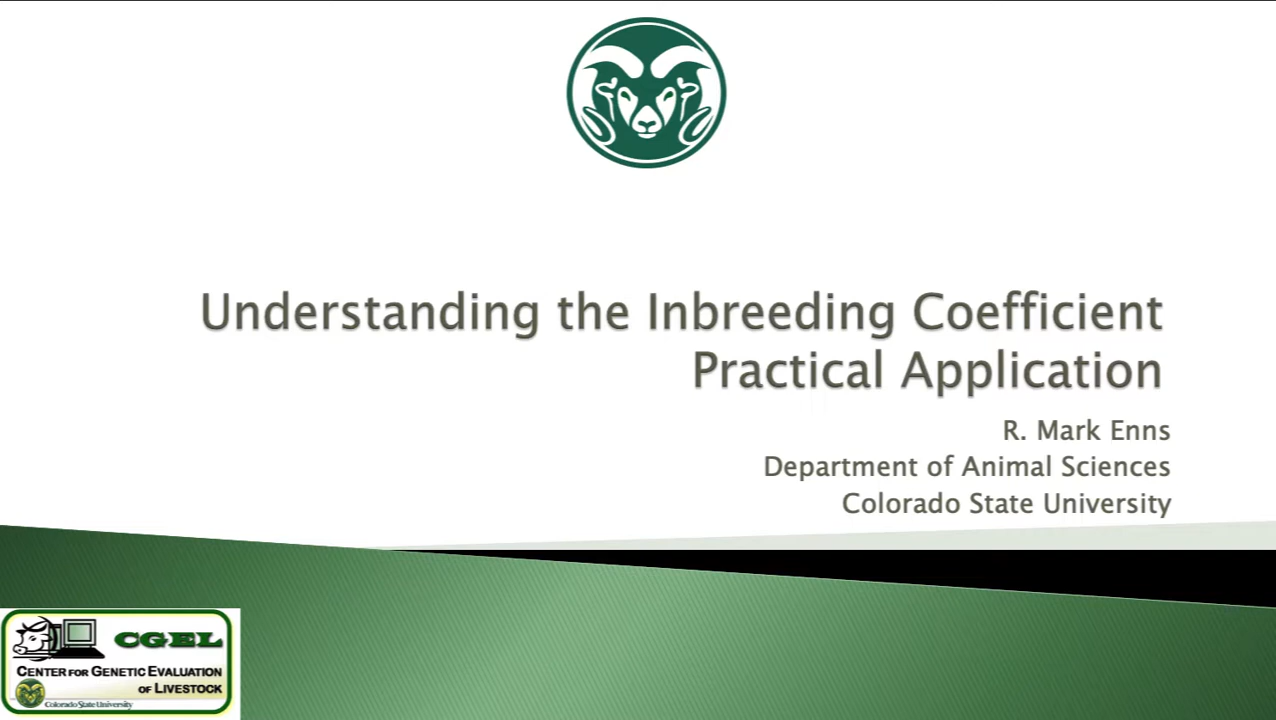 Understanding the Inbreeding Coefficient
Practical Application
R. Mark Enns
Department of Animal Sciences
Colorado State University
CGEL
CENTER FOR GENETIC EVALUATION
OF LIVESTOCK
Colorado State University